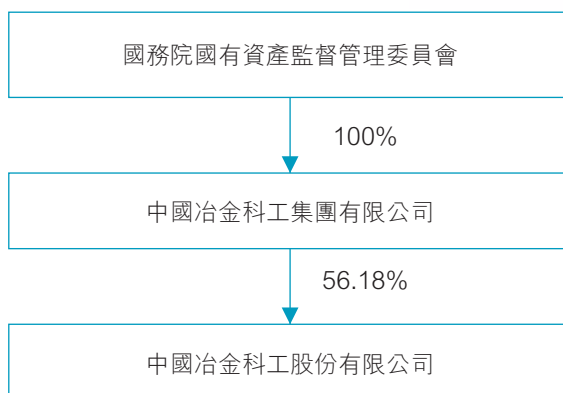 國務院國有資產監督管理委員會
100%
中國冶金科工集團有限公司
56.18%
中國冶金科工股份有限公司